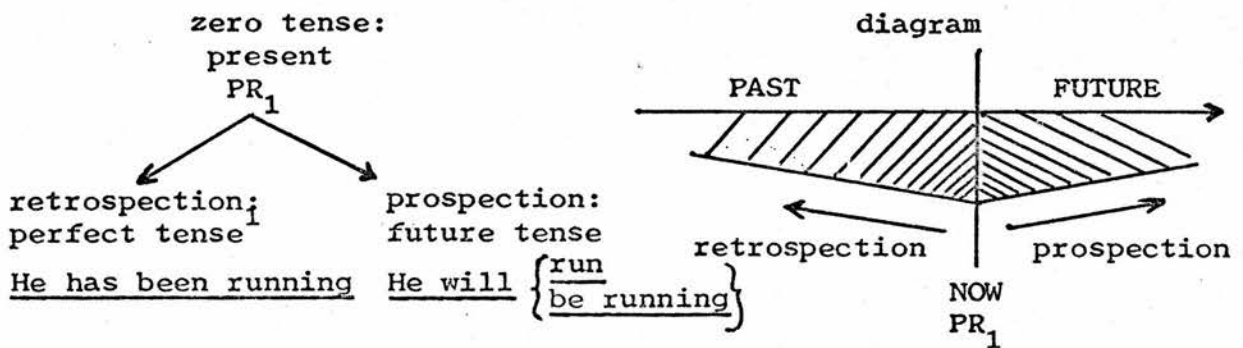 zero tense:
present
PR₁
retrospection:
perfect tense¹
He has been running
prospection:
future tense
He will { run
be running }
diagram
PAST FUTURE
retrospection prospection
NOW
PR₁